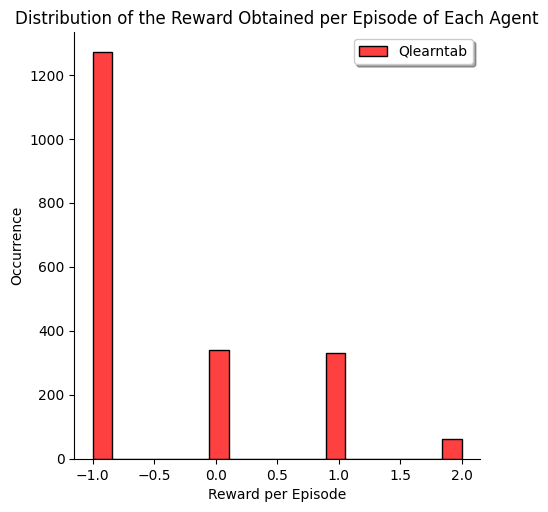 Distribution of the Reward Obtained per Episode of Each Agent
Qlearntab
1200
1000
800
600
400
200
0
Occurrence
−1.0 −0.5 0.0 0.5 1.0 1.5 2.0
Reward per Episode